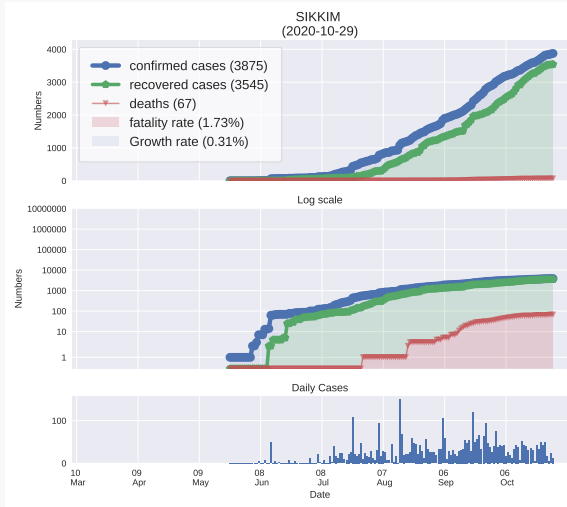 SIKKIM
(2020-10-29)
4000
3000
2000
1000
0
Numbers
confirmed cases (3875)
recovered cases (3545)
deaths (67)
fatality rate (1.73%)
Growth rate (0.31%)
Log scale
10000000
1000000
100000
10000
1000
100
10
1
Numbers
Daily Cases
100
0
10 09 09 08 08 07 06 06
Mar Apr May Jun Jul Aug Sep Oct
Date